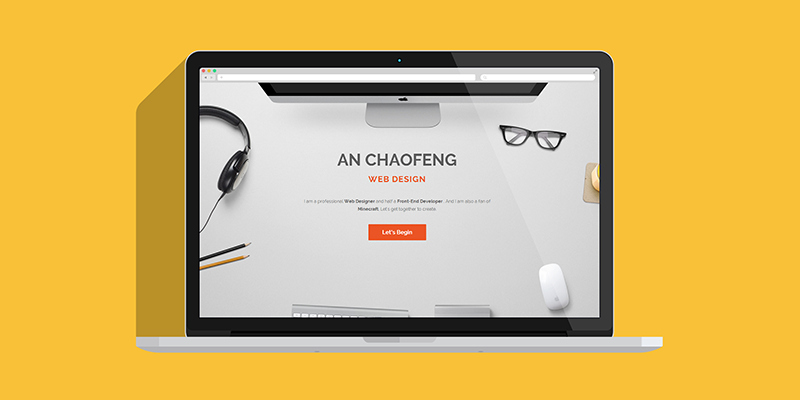 AN CHAOFENG
WEB DESIGN
I am a professional Web Designer and half a Front-End Developer. And I am also a fan of
Minecraft. Let's get together to create.
Let's Begin